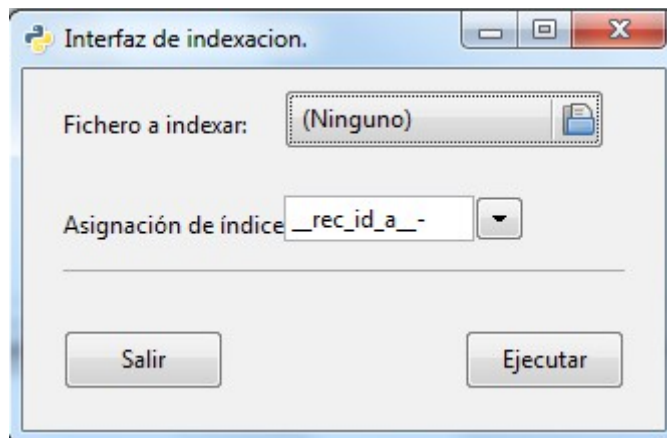 Interfaz de indexacion.
Fichero a indexar: (Ninguno)
Asignación de índice __rec_id_a__-
Salir Ejecutar